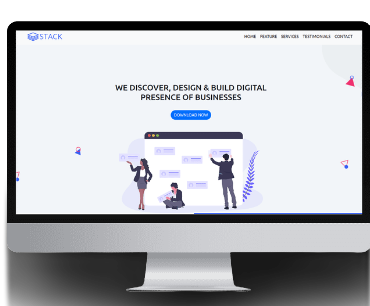 STACK
HOME FEATURE SERVICES TESTIMONIALS CONTACT
WE DISCOVER, DESIGN & BUILD DIGITAL
PRESENCE OF BUSINESSES
DOWNLOAD NOW